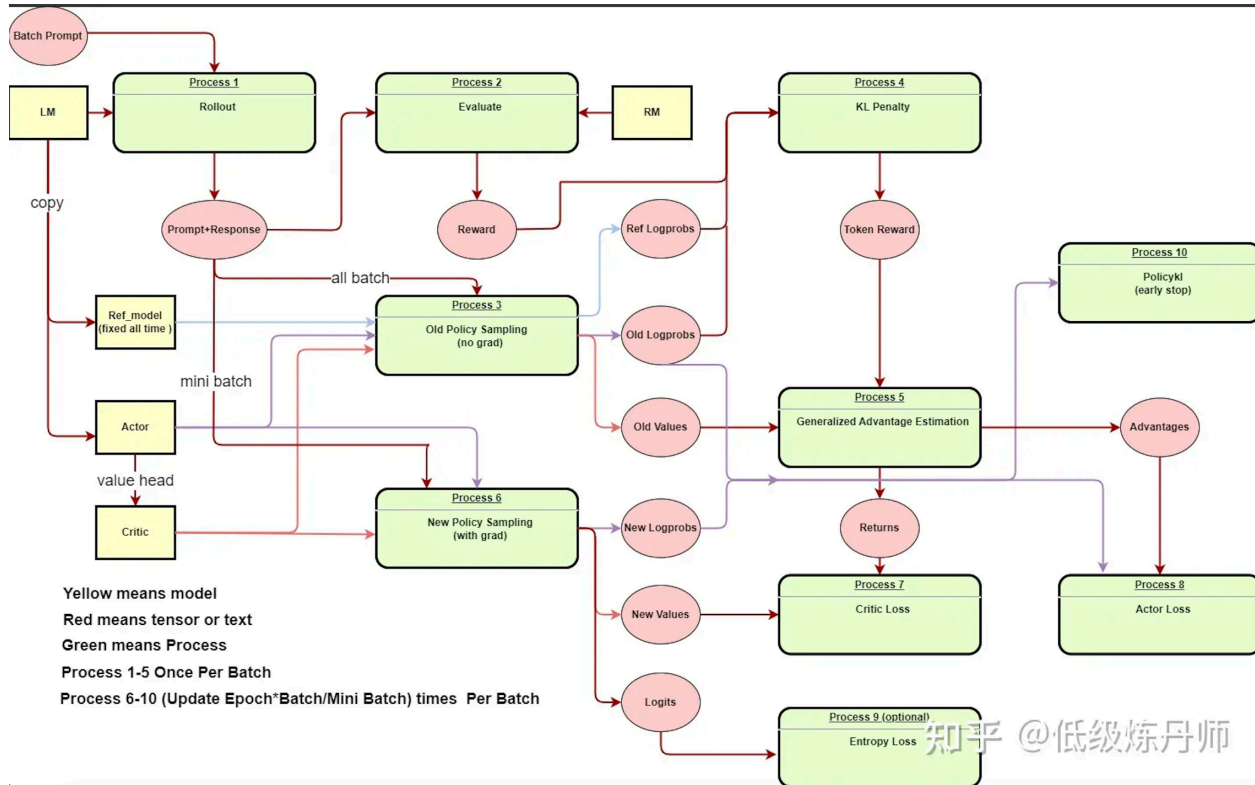 Batch Prompt
Process 1
Rollout
Process 2
Evaluate
Process 4
KL Penalty
LM
RM
copy
Prompt+Response
Reward
Ref Logprobs
Token Reward
all batch
Process 10
Policykl
(early stop)
Ref_model
(fixed all time )
Process 3
Old Policy Sampling
(no grad)
Old Logprobs
mini batch
Actor
Old Values
Process 5
Generalized Advantage Estimation
Advantages
value head
Critic
Process 6
New Policy Sampling
(with grad)
New Logprobs
Returns
Yellow means model
Red means tensor or text
Green means Process
Process 1-5 Once Per Batch
Process 6-10 (Update Epoch*Batch/Mini Batch) times  Per Batch
New Values
Process 7
Critic Loss
Process 8
Actor Loss
Logits
Process 9 (optional)
Entropy Loss
知乎 @低级炼丹师